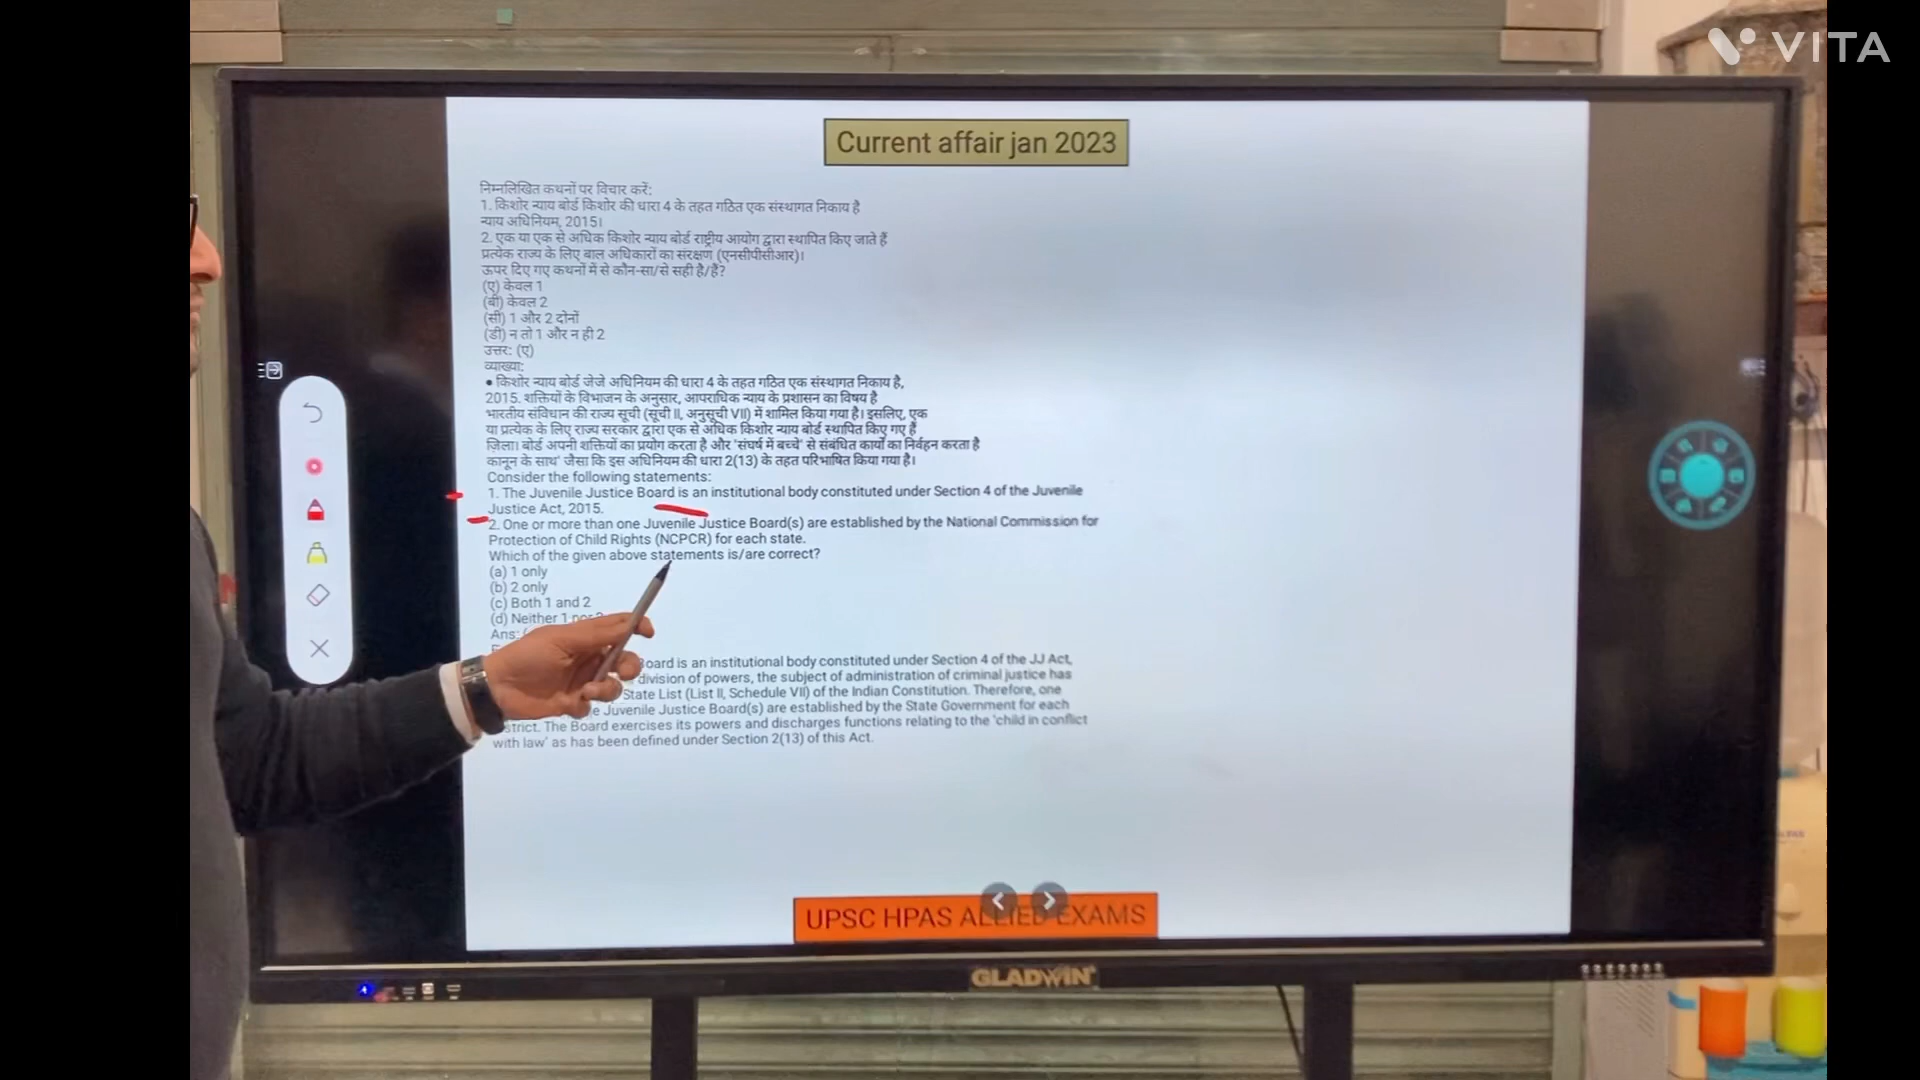 VITA
Current affair jan 2023
निम्नलिखित कथनों पर विचार करें:
1. किशोर न्याय बोर्ड किशोर की धारा 4 के तहत गठित एक संस्थागत निकाय है
न्याय अधिनियम, 2015।
2. एक या एक से अधिक किशोर न्याय बोर्ड राष्ट्रीय आयोग द्वारा स्थापित किए जाते हैं
प्रत्येक राज्य के लिए बाल अधिकारों का संरक्षण (एनसीपीसीआर)।
ऊपर दिए गए कथनों में से कौन-सा/से सही है/हैं?
(ए) केवल 1
(बी) केवल 2
(सी) 1 और 2 दोनों
(डी) न तो 1 और न ही 2
उत्तर: (ए)
व्याख्या:
• किशोर न्याय बोर्ड जेजे अधिनियम की धारा 4 के तहत गठित एक संस्थागत निकाय है,
2015. शक्तियों के विभाजन के अनुसार, आपराधिक न्याय के प्रशासन का विषय है
भारतीय संविधान की राज्य सूची (सूची II, अनुसूची VII) में शामिल किया गया है। इसलिए, एक
या प्रत्येक के लिए राज्य सरकार द्वारा एक से अधिक किशोर न्याय बोर्ड स्थापित किए गए हैं
ज़िला। बोर्ड अपनी शक्तियों का प्रयोग करता है और 'संघर्ष में बच्चे' से संबंधित कार्यों का निर्वहन करता है
कानून के साथ' जैसा कि इस अधिनियम की धारा 2(13) के तहत परिभाषित किया गया है।
Consider the following statements:
1. The Juvenile Justice Board is an institutional body constituted under Section 4 of the Juvenile
Justice Act, 2015.
2. One or more than one Juvenile Justice Board(s) are established by the National Commission for
Protection of Child Rights (NCPCR) for each state.
Which of the given above statements is/are correct?
(a) 1 only
(b) 2 only
(c) Both 1 and 2
(d) Neither 1 nor 2
Ans: (
Board is an institutional body constituted under Section 4 of the JJ Act,
division of powers, the subject of administration of criminal justice has
State List (List II, Schedule VII) of the Indian Constitution. Therefore, one
Juvenile Justice Board(s) are established by the State Government for each
strict. The Board exercises its powers and discharges functions relating to the 'child in conflict
with law' as has been defined under Section 2(13) of this Act.
UPSC HPAS ALLIED EXAMS
GLADWIN